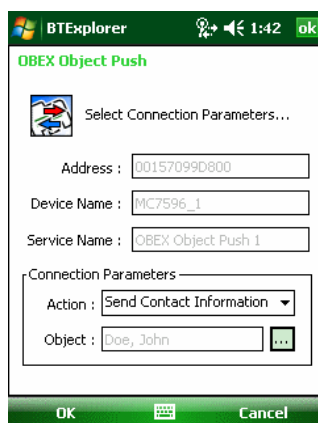 BTExplorer 1:42 ok
OBEX Object Push
Select Connection Parameters...
Address : 00157099D800
Device Name : MC7596_1
Service Name : OBEX Object Push 1
Connection Parameters
Action : Send Contact Information
Object : Doe, John ...
OK Cancel